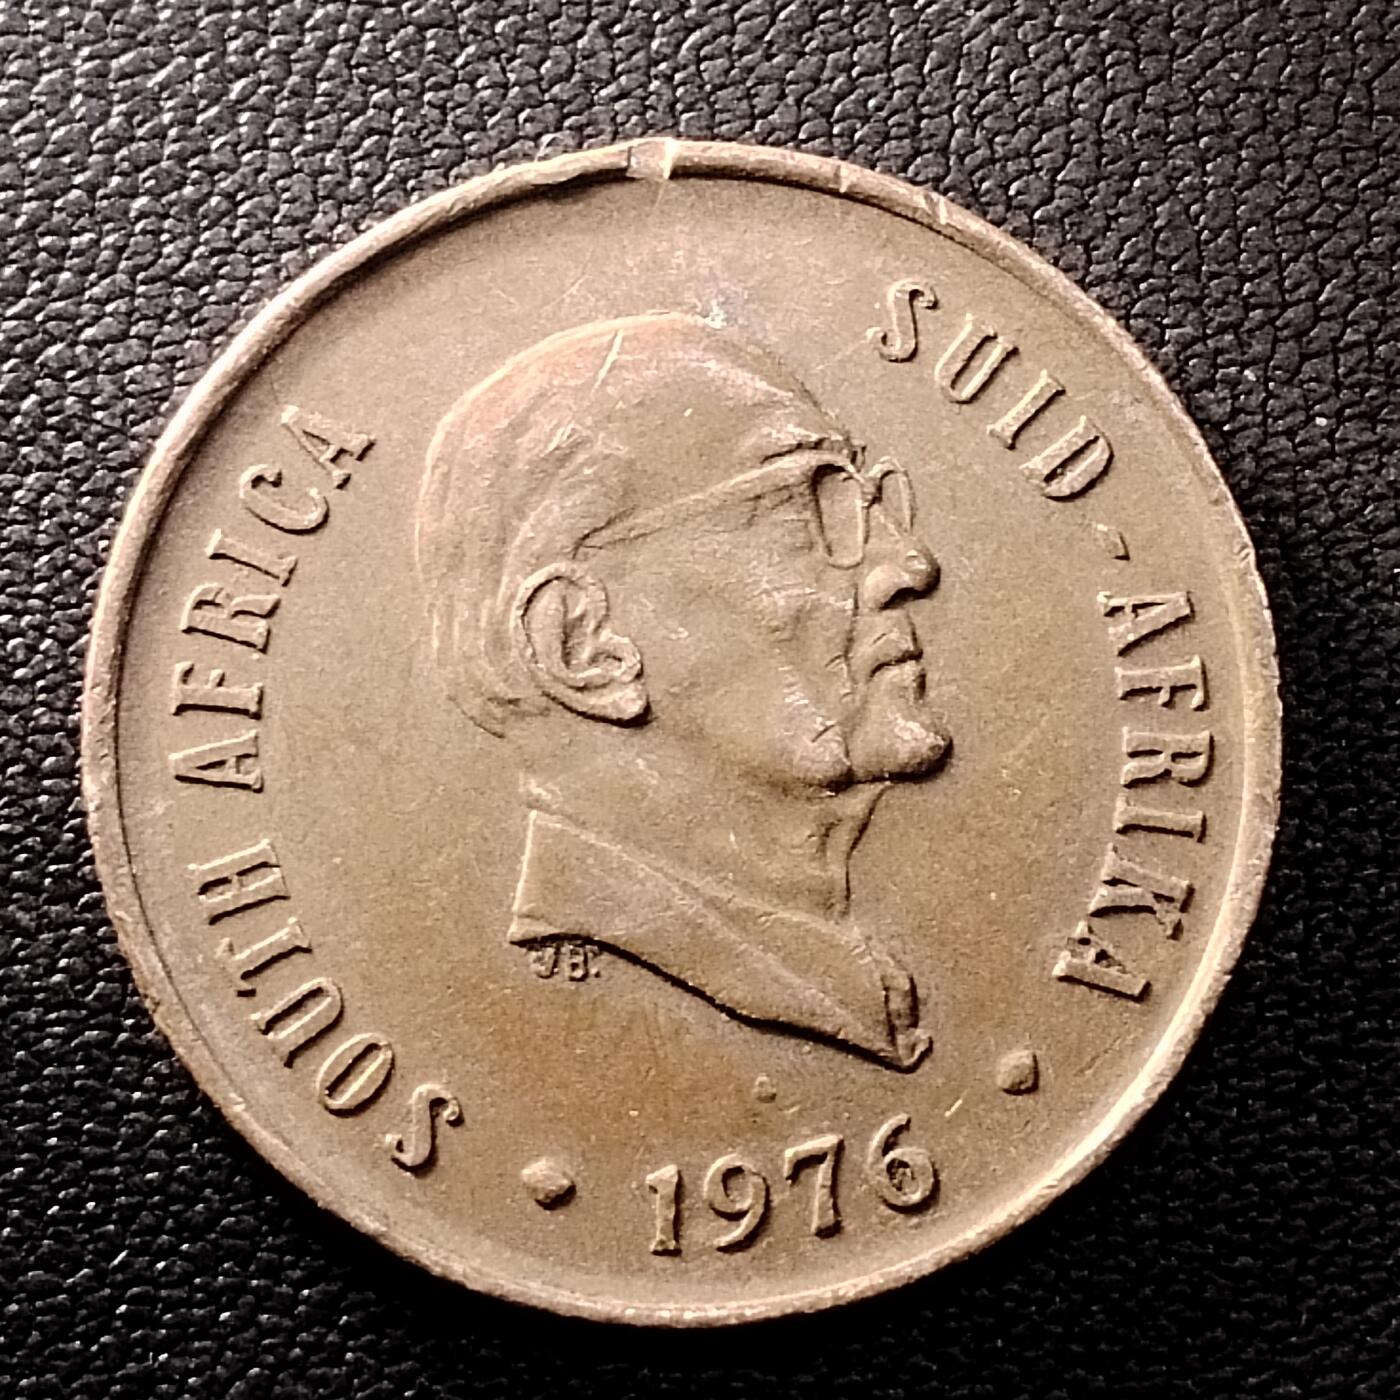 SOUTH AFRICA
SUID-AFRIKA
• 1976 •
JB.